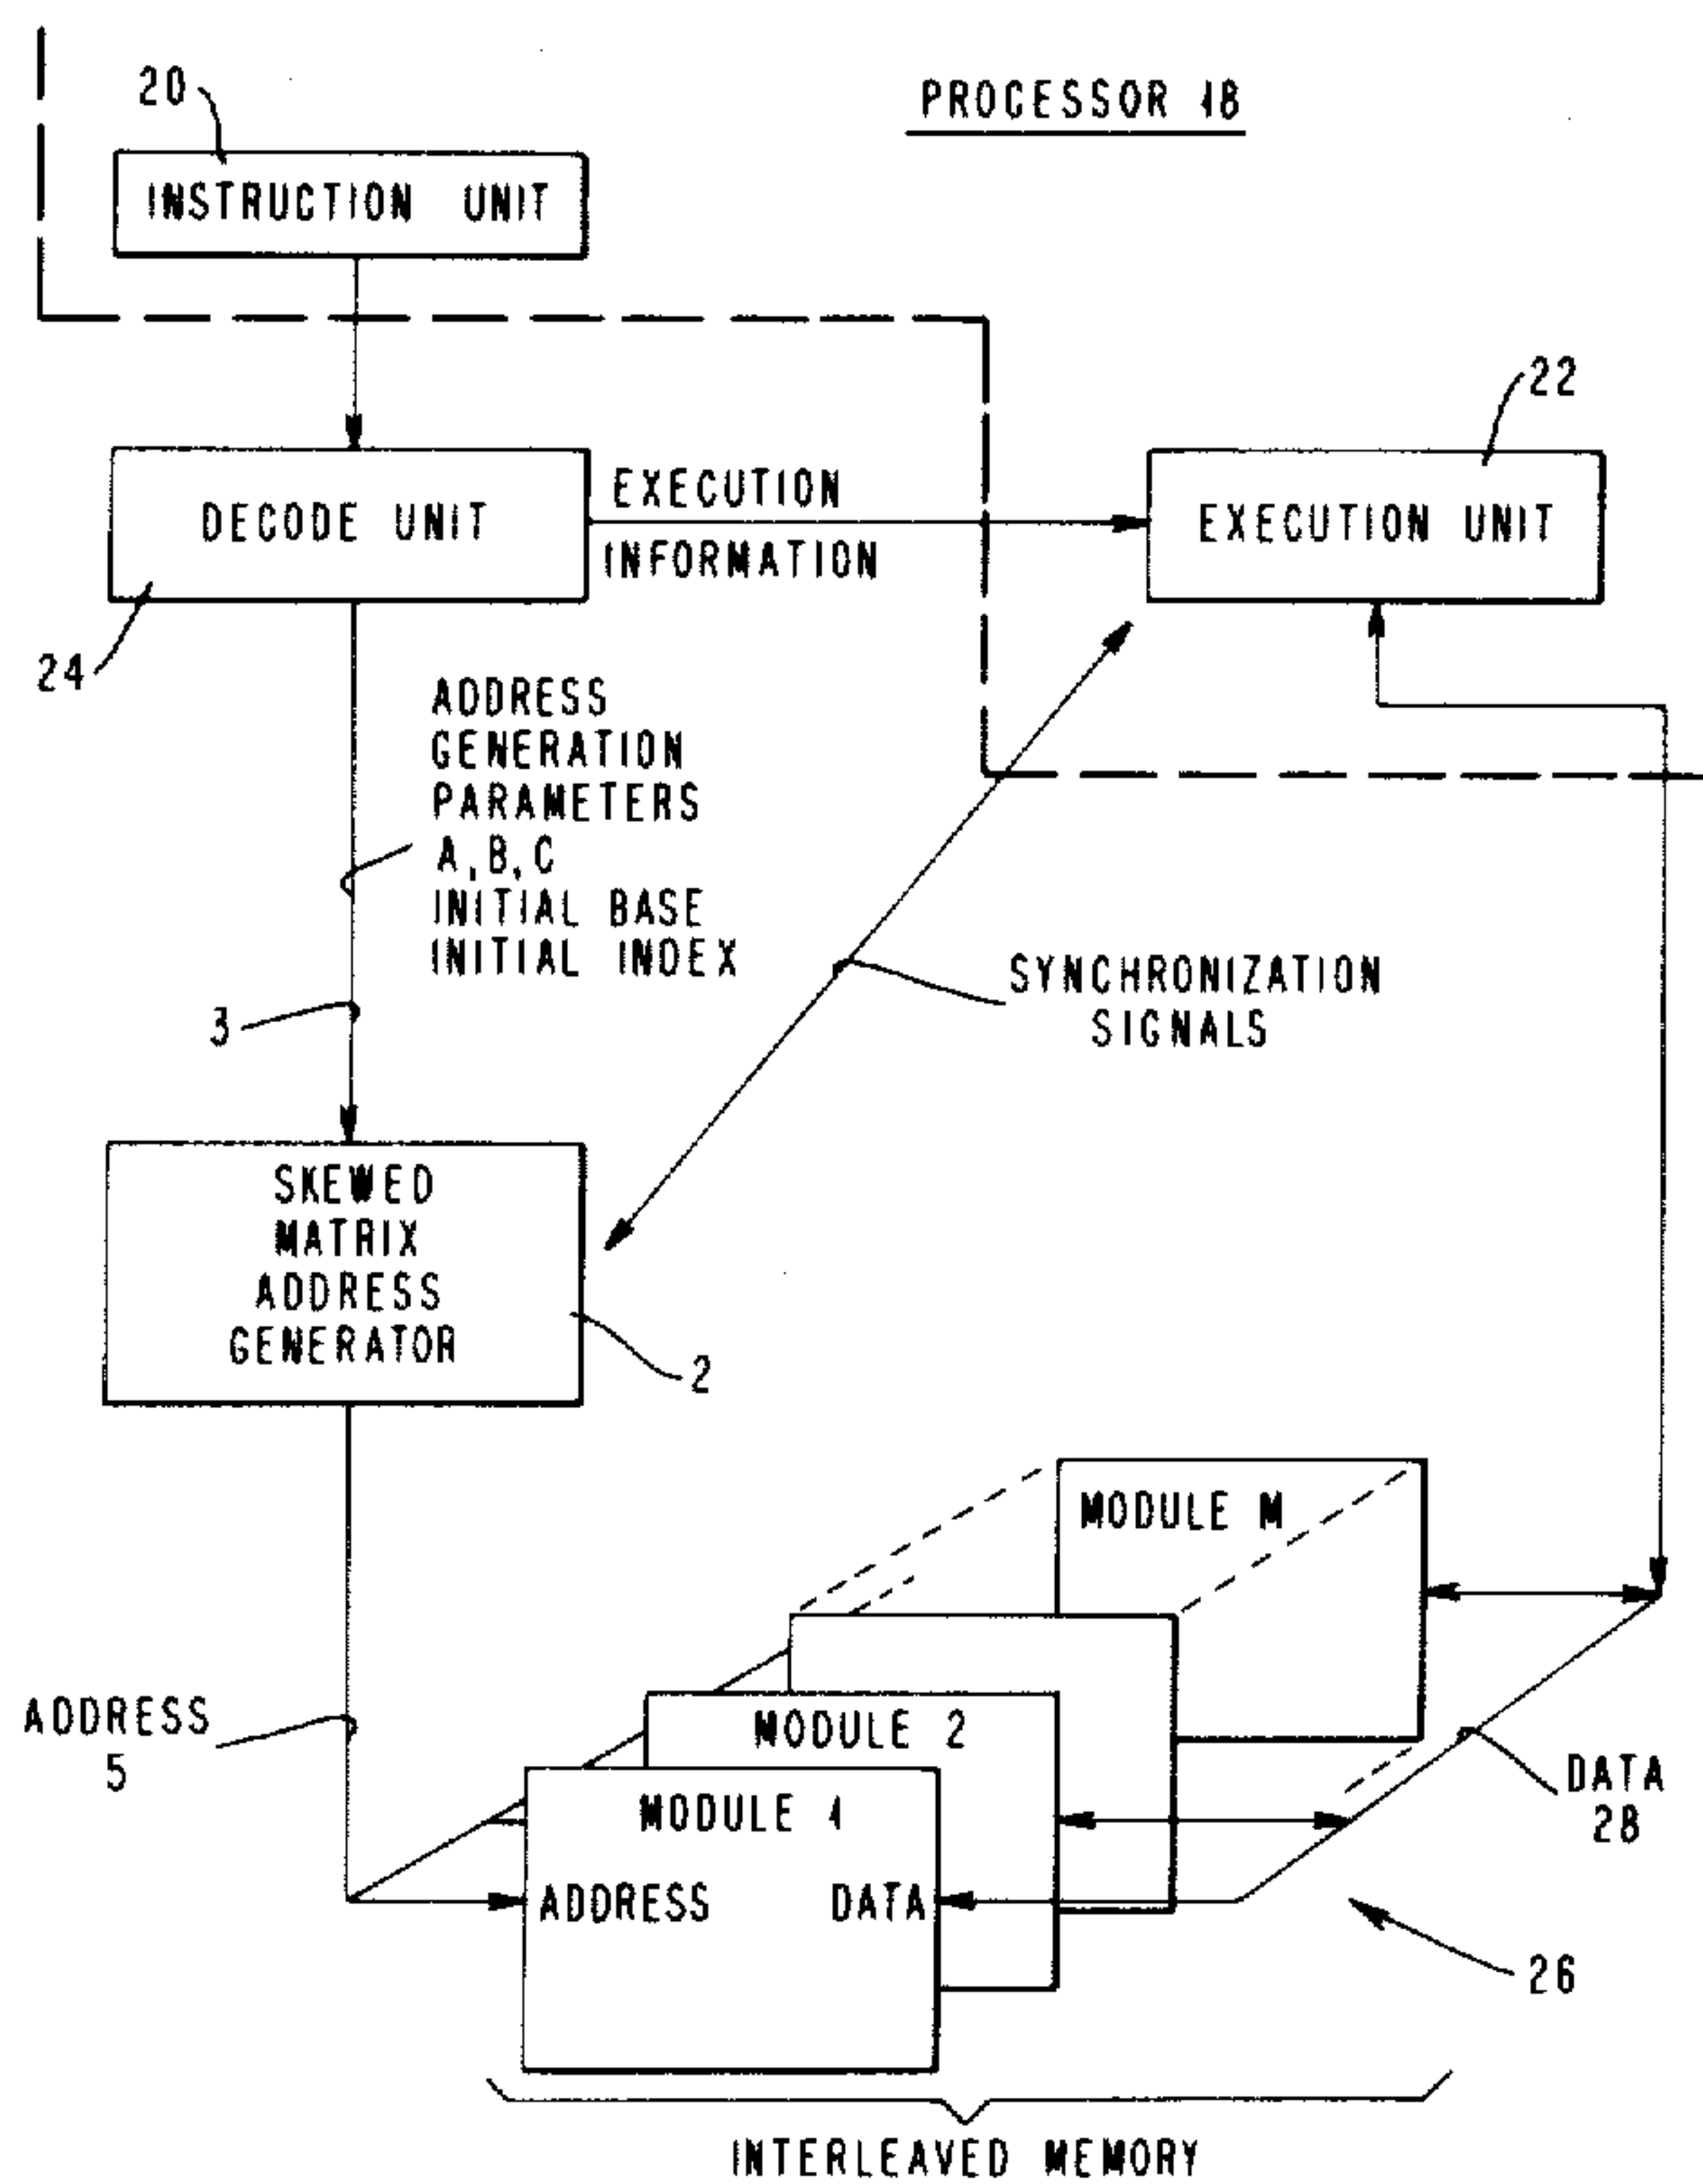 PROCESSOR 18
20
INSTRUCTION UNIT
22
DECODE UNIT
EXECUTION
INFORMATION
EXECUTION UNIT
24
ADDRESS
GENERATION
PARAMETERS
A, B, C
INITIAL BASE
INITIAL INDEX
3
SYNCHRONIZATION
SIGNALS
SKEWED
MATRIX
ADDRESS
GENERATOR
2
MODULE M
ADDRESS
5
MODULE 2
MODULE 1
ADDRESS DATA
DATA
28
26
INTERLEAVED MEMORY